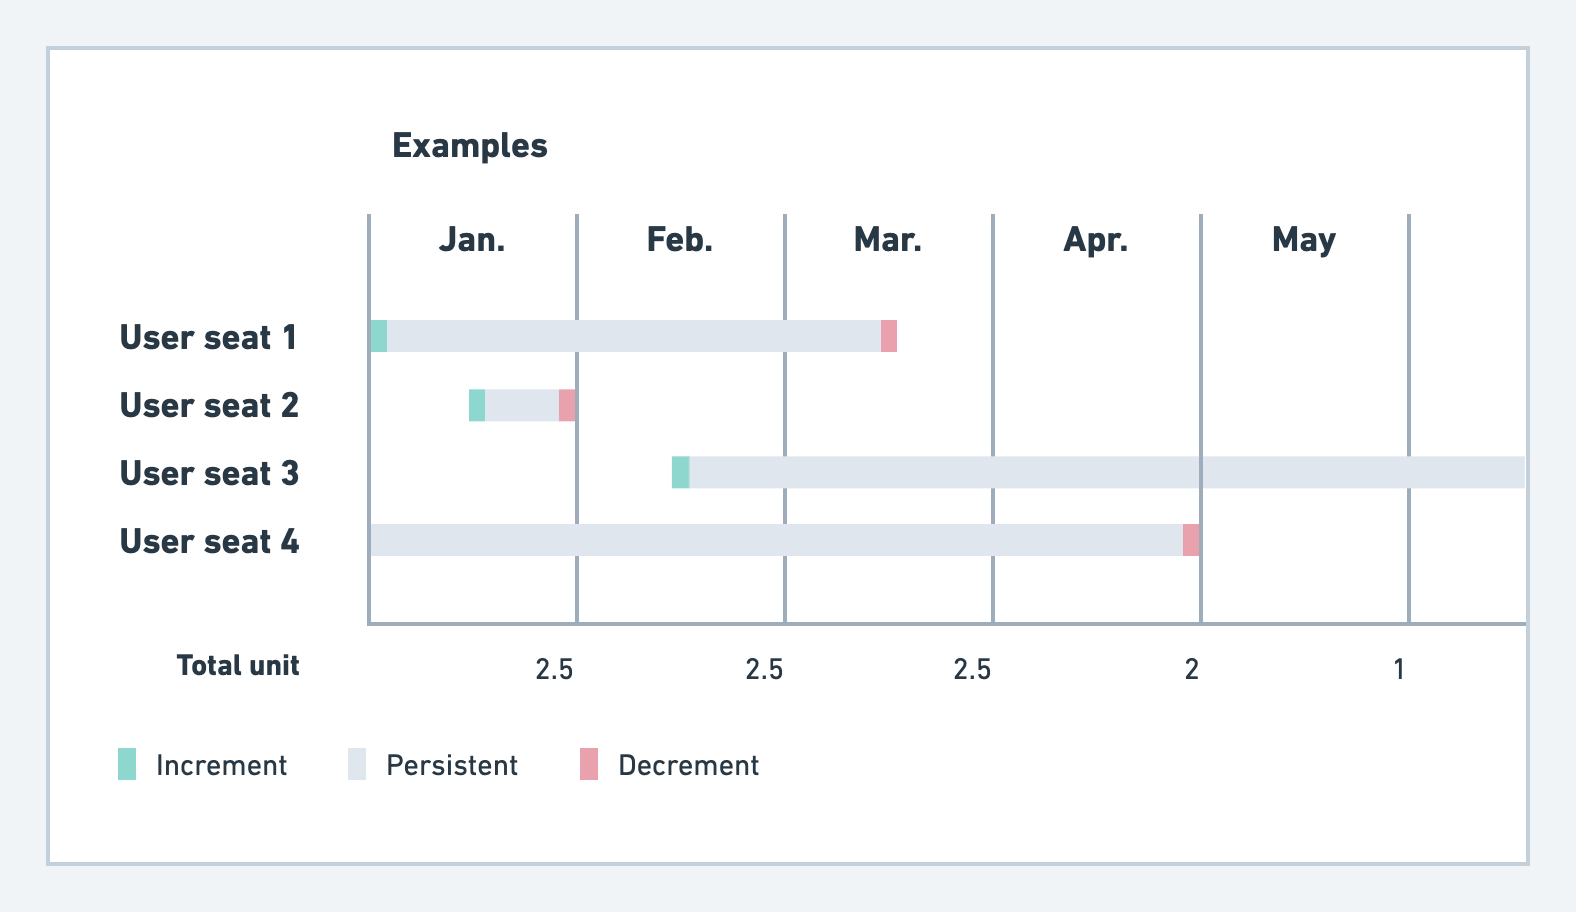 Examples
Jan. Feb. Mar. Apr. May
User seat 1
User seat 2
User seat 3
User seat 4
Total unit 2.5 2.5 2.5 2 1
Increment Persistent Decrement